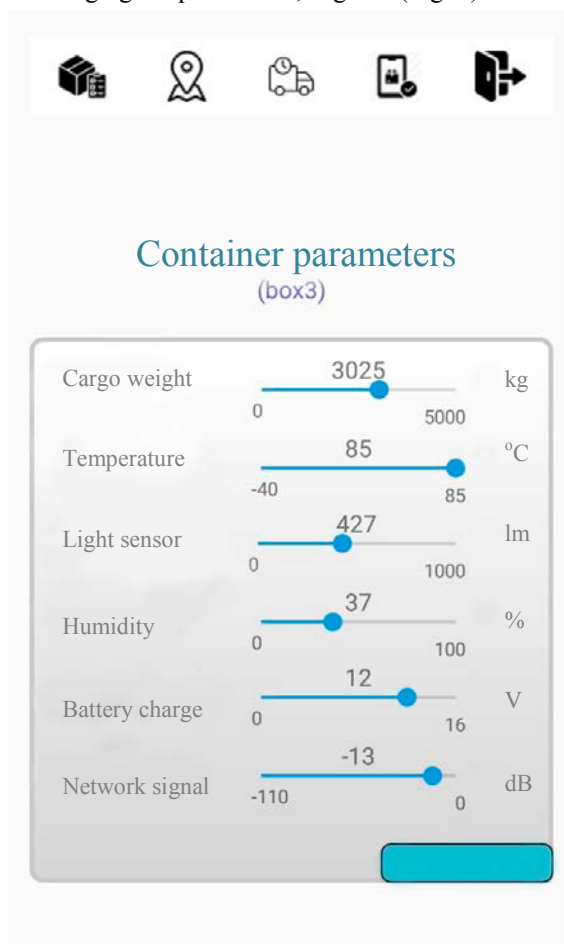 Container parameters
(box3)
Cargo weight 3025 kg
0 5000
Temperature 85 °C
-40 85
Light sensor 427 lm
0 1000
Humidity 37 %
0 100
Battery charge 12 V
0 16
Network signal -13 dB
-110 0